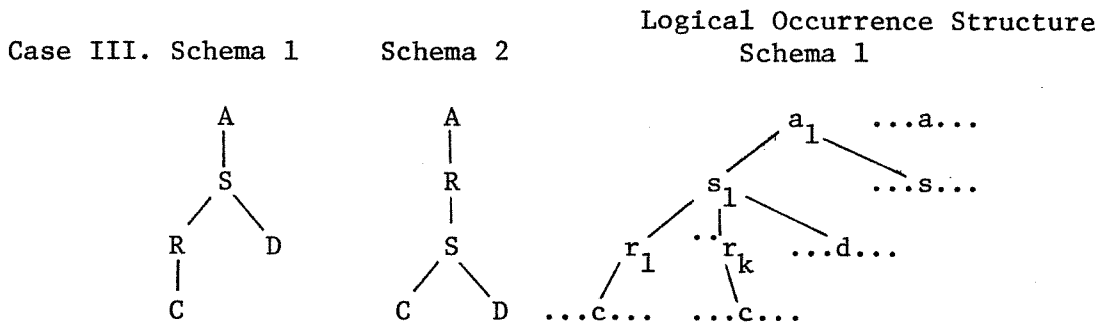 Logical Occurrence Structure
Case III. Schema 1 Schema 2 Schema 1
A A a1 ...a...
S R s1 ...s...
R D S r1 ..rk ...d...
C C D ...c... ...c...